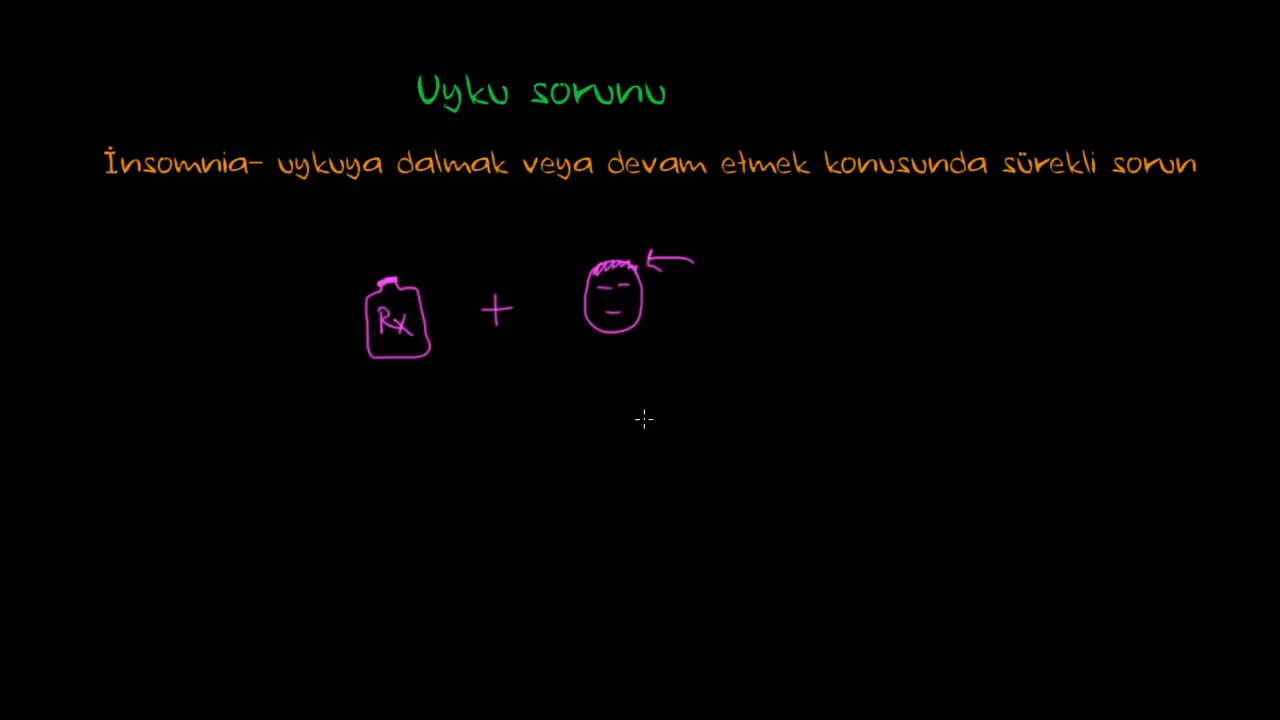 Uyku sorunu
İnsomnia- uykuya dalmak veya devam etmek konusunda sürekli sorun
Rx +